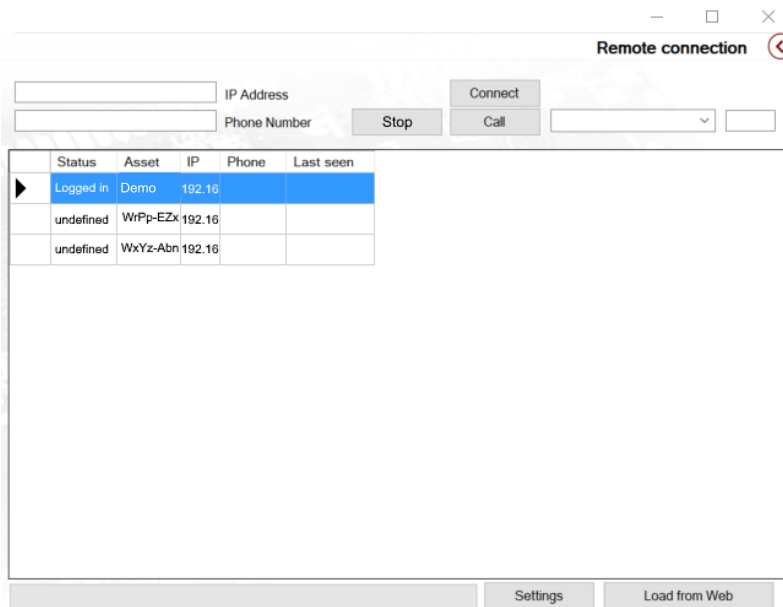 Remote connection
IP Address Connect
Phone Number Stop Call
Status Asset IP Phone Last seen
Logged in Demo 192.16
undefined WrPp-EZx 192.16
undefined WxYz-Abn 192.16
Settings Load from Web